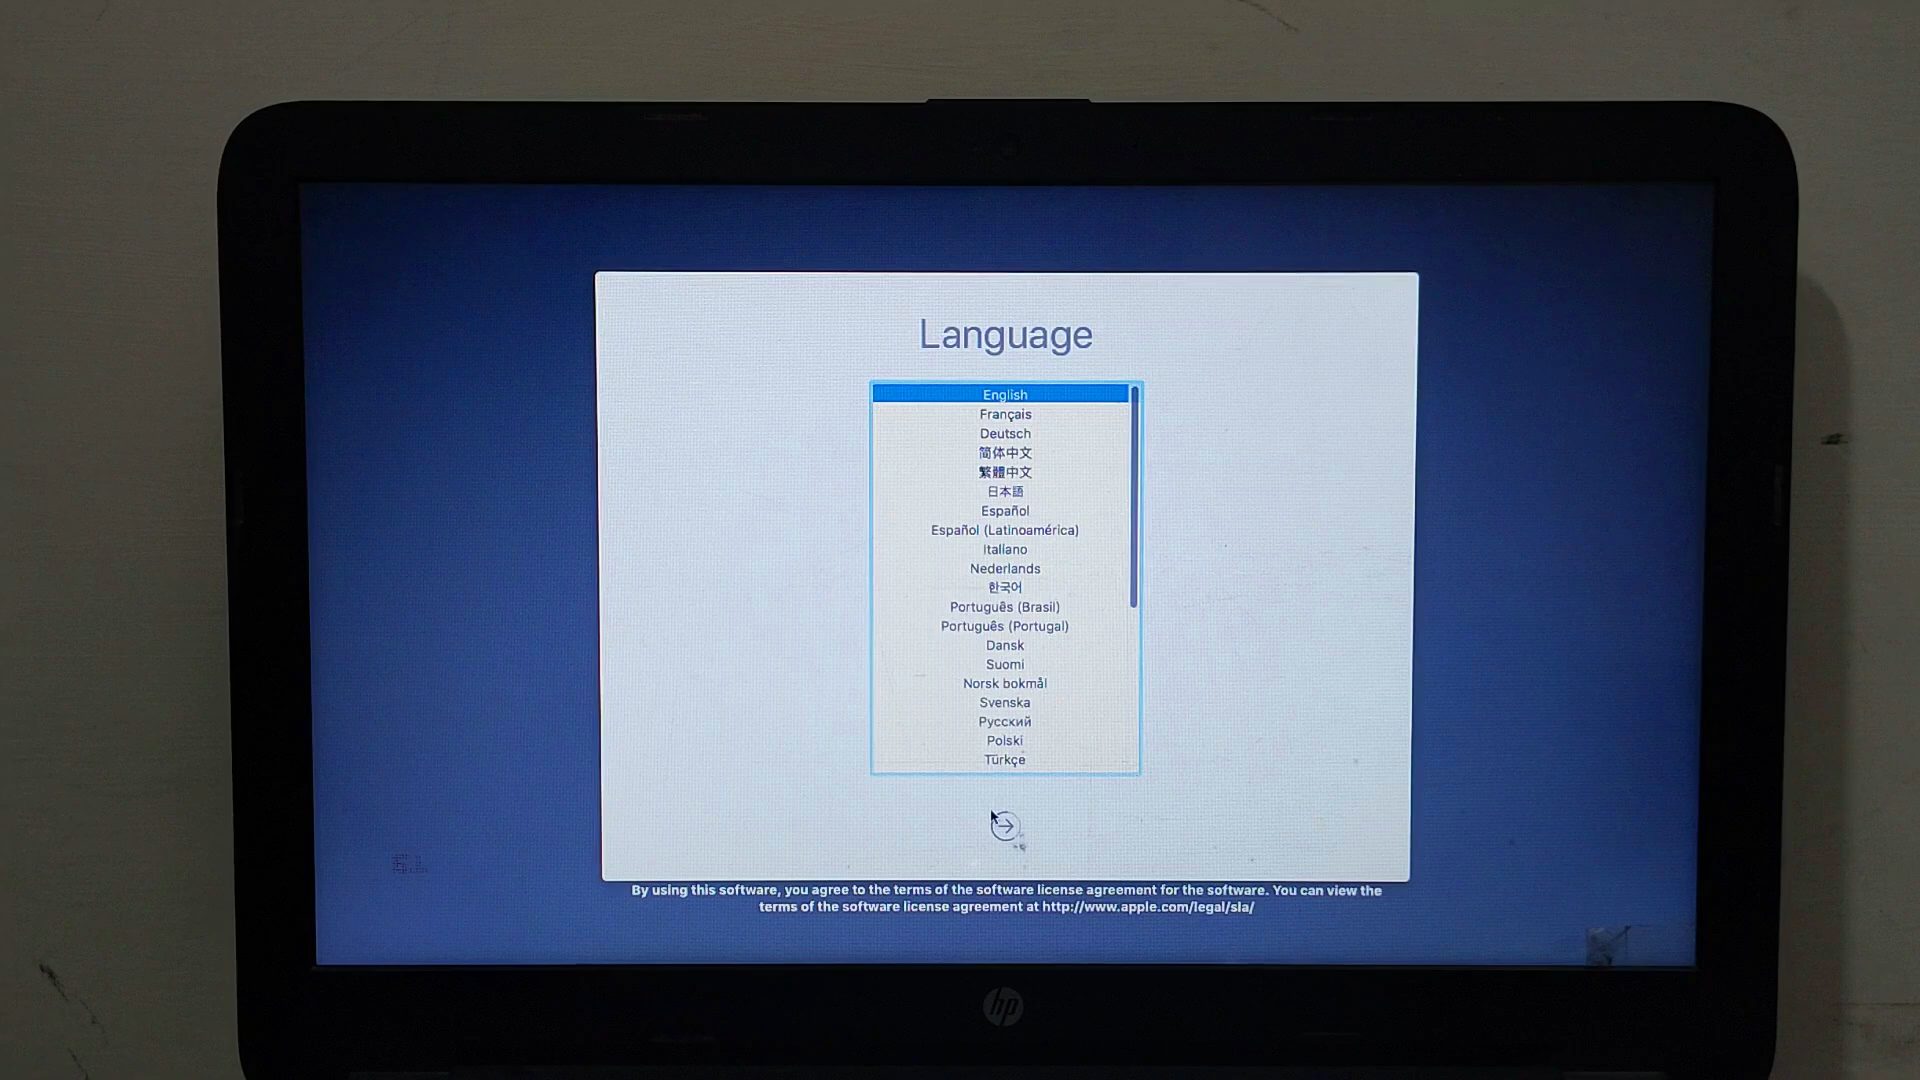 Language
English
Français
Deutsch
简体中文
繁體中文
日本語
Español
Español (Latinoamérica)
Italiano
Nederlands
한국어
Português (Brasil)
Português (Portugal)
Dansk
Suomi
Norsk bokmål
Svenska
Русский
Polski
Türkçe
By using this software, you agree to the terms of the software license agreement for the software. You can view the
terms of the software license agreement at http://www.apple.com/legal/sla/
hp